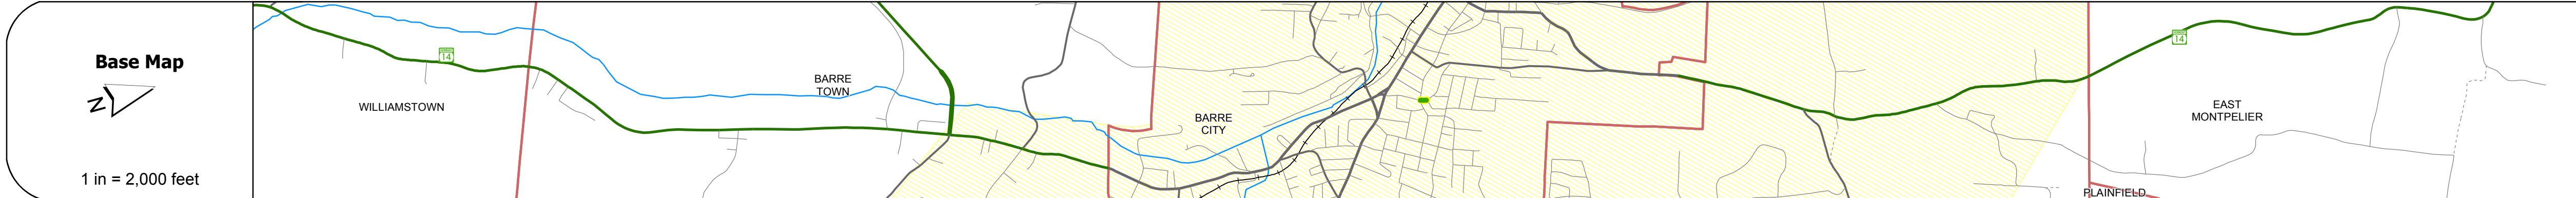 Base Map
N
1 in = 2,000 feet
14
WILLIAMSTOWN
BARRE
TOWN
BARRE
CITY
14
EAST
MONTPELIER
PLAINFIELD